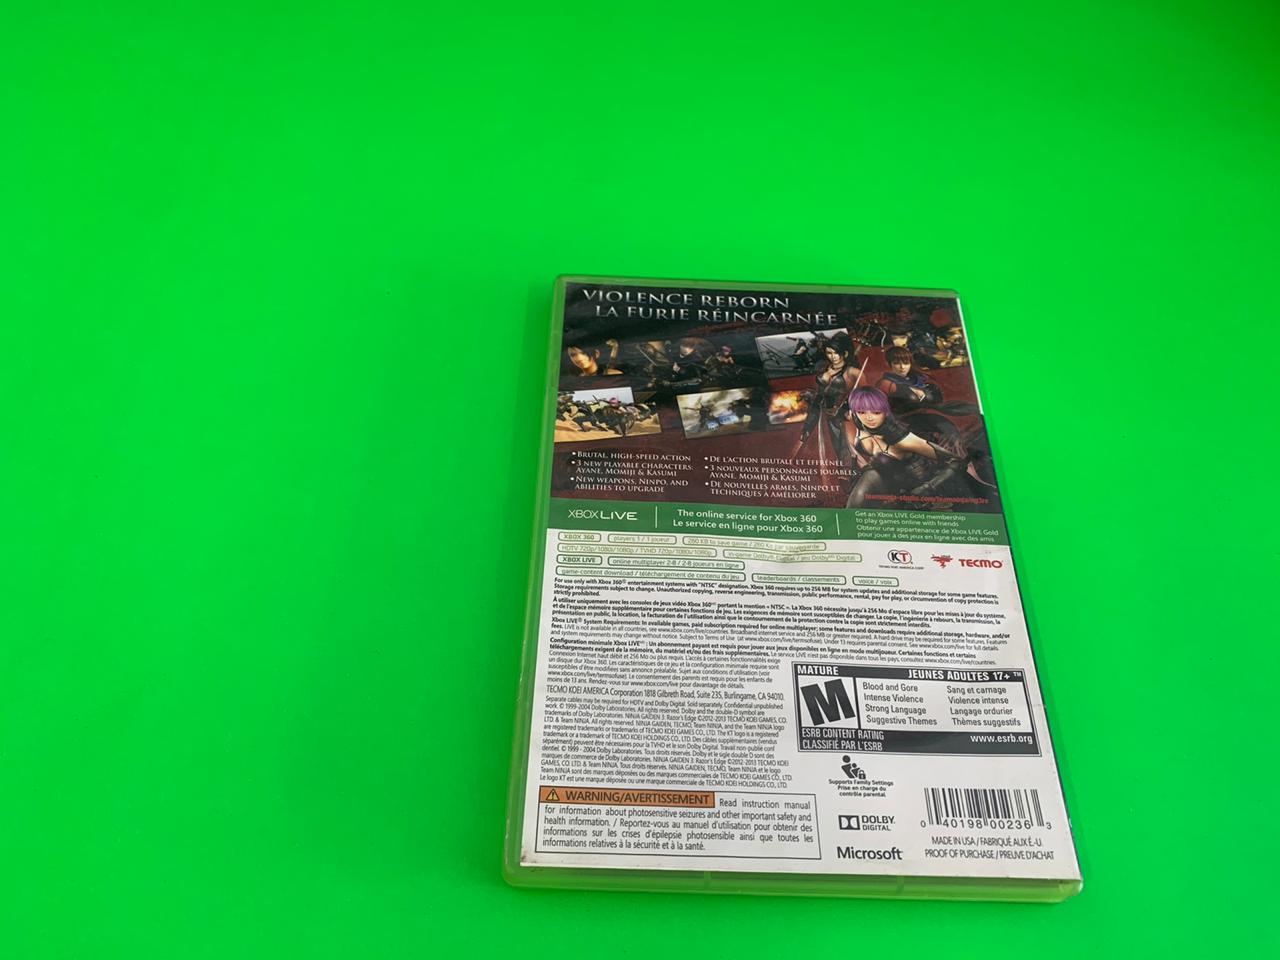 VIOLENCE REBORN
LA FURIE RÉINCARNÉE
• BRUTAL, HIGH-SPEED ACTION
• 3 NEW PLAYABLE CHARACTERS:
AYANE, MOMIJI & KASUMI
• NEW WEAPONS, NINPO, AND
ABILITIES TO UPGRADE
• DE L'ACTION BRUTALE ET EFFRÉNÉE
• 3 NOUVEAUX PERSONNAGES JOUABLES :
AYANE, MOMIJI & KASUMI
• DE NOUVELLES ARMES, NINPO ET
TECHNIQUES À AMÉLIORER
XBOX LIVE
The online service for Xbox 360
Le service en ligne pour Xbox 360
Get an Xbox LIVE Gold membership
to play games online with friends
Obtenir une appartenance de Xbox LIVE Gold
pour jouer à des jeux en ligne avec des amis
XBOX 360 players 1 / 1 joueur 260 KB to save game / 260 Ko par sauvegarde
HDTV 720p/1080i/1080p / TVHD 720p/1080i/1080p in-game Dolby® Digital / jeu Dolby® Digital
XBOX LIVE online multiplayer 2-8 / 2-8 joueurs en ligne
game-content download / téléchargement de contenu du jeu leaderboards / classements voice / voix
KT
TECMO KOEI AMERICA CORP.
TECMO
For use only with Xbox 360® entertainment systems with "NTSC" designation. Xbox 360 requires up to 256 MB for system updates and additional storage for some game features.
Storage requirements subject to change. Unauthorized copying, reverse engineering, transmission, public performance, rental, pay for play, or circumvention of copy protection is
strictly prohibited.
À utiliser uniquement avec les consoles de jeux vidéo Xbox 360 portant la mention « NTSC ». La Xbox 360 nécessite jusqu'à 256 Mo d'espace libre pour les mises à jour du système,
et de l'espace mémoire supplémentaire pour certaines fonctions de jeu. Les exigences de mémoire sont susceptibles de changer. La copie, l'ingénierie à rebours, la transmission, la
présentation au public, la location, la facturation de l'utilisation ainsi que le contournement de la protection contre la copie sont strictement interdits.
Xbox LIVE® System Requirements: In available games, paid subscription required for online multiplayer; some features and downloads require additional storage, hardware, and/or
fees. LIVE is not available in all countries, see www.xbox.com/live/countries. Broadband internet service and 256 MB or greater required. A hard drive may be required for some features. Features
and system requirements may change without notice. Subject to Terms of Use (at www.xbox.com/live/termsofuse). Under 13 requires parental consent. See www.xbox.com/live for full details.
Configuration minimale Xbox LIVE : Un abonnement payant est requis pour jouer aux jeux disponibles en ligne en mode multijoueur. Certaines fonctions et certains
téléchargements exigent de la mémoire, du matériel et/ou des frais supplémentaires. Le service LIVE n'est pas disponible dans tous les pays, consultez www.xbox.com/live/countries.
Connexion Internet haut débit et 256 Mo ou plus requis. L'accès à certaines fonctionnalités exige
un disque dur Xbox 360. Les caractéristiques de ce jeu et la configuration minimale requise sont
susceptibles d'être modifiées sans annonce préalable. Sujet aux conditions d'utilisation (voir
www.xbox.com/live/termsofuse). Le consentement des parents est requis pour les enfants de
moins de 13 ans. Rendez-vous sur www.xbox.com/live pour davantage de détails.
TECMO KOEI AMERICA Corporation 1818 Gilbreth Road, Suite 235, Burlingame, CA 94010.
Separate cables may be required for HDTV and Dolby Digital. Sold separately. Confidential unpublished
work. © 1999-2004 Dolby Laboratories. All rights reserved. Dolby and the double-D symbol are
trademarks of Dolby Laboratories. NINJA GAIDEN 3: Razor's Edge ©2012-2013 TECMO KOEI GAMES, CO.
LTD. & Team NINJA. All rights reserved. NINJA GAIDEN, TECMO, Team NINJA, and the Team NINJA logo
are trademarks or registered trademarks of TECMO KOEI GAMES CO., LTD. The KT logo is a registered
trademark or a trademark of TECMO KOEI HOLDINGS CO., LTD. Des câbles supplémentaires (vendus
séparément) peuvent être nécessaires pour la TVHD et le son Dolby Digital. Travail non-publié conf
dentiel. © 1999 - 2004 Dolby Laboratories. Tous droits réservés. Dolby et le sigle double D sont des
marques de commerce de Dolby Laboratories. NINJA GAIDEN 3: Razor's Edge ©2012-2013 TECMO KOEI
GAMES, CO. LTD. & Team NINJA. Tous droits réservés. NINJA GAIDEN, TECMO, Team NINJA et le logo
Team NINJA sont des marques déposées ou des marques commerciales de TECMO KOEI GAMES CO., LTD.
Le logo KT est une marque déposée ou une marque commerciale de TECMO KOEI HOLDINGS CO., LTD.
MATURE JEUNES ADULTES 17+ ™
M
Blood and Gore
Intense Violence
Strong Language
Suggestive Themes
Sang et carnage
Violence intense
Langage ordurier
Thèmes suggestifs
ESRB CONTENT RATING www.esrb.org
CLASSIFIÉ PAR L'ESRB
Supports Family Settings
Prise en charge du
contrôle parental
WARNING/AVERTISSEMENT Read instruction manual
for information about photosensitive seizures and other important safety and
health information. / Reportez-vous au manuel d'utilisation pour obtenir des
informations sur les crises d'épilepsie photosensible ainsi que toutes les
informations relatives à la sécurité et à la santé.
DOLBY
DIGITAL
Microsoft
0 40198 00236 3
MADE IN USA / FABRIQUÉ AUX É.-U.
PROOF OF PURCHASE / PREUVE D'ACHAT